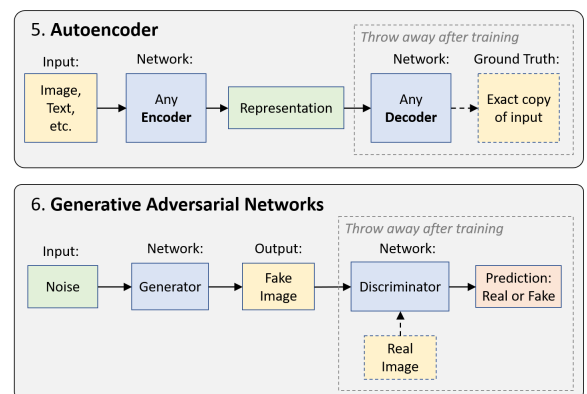 5. Autoencoder
Throw away after training
Input:
Network:
Network:
Ground Truth:
Image,
Text,
etc.
Any
Encoder
Representation
Any
Decoder
Exact copy
of input
6. Generative Adversarial Networks
Throw away after training
Input:
Network:
Output:
Network:
Noise
Generator
Fake
Image
Discriminator
Prediction:
Real or Fake
Real
Image